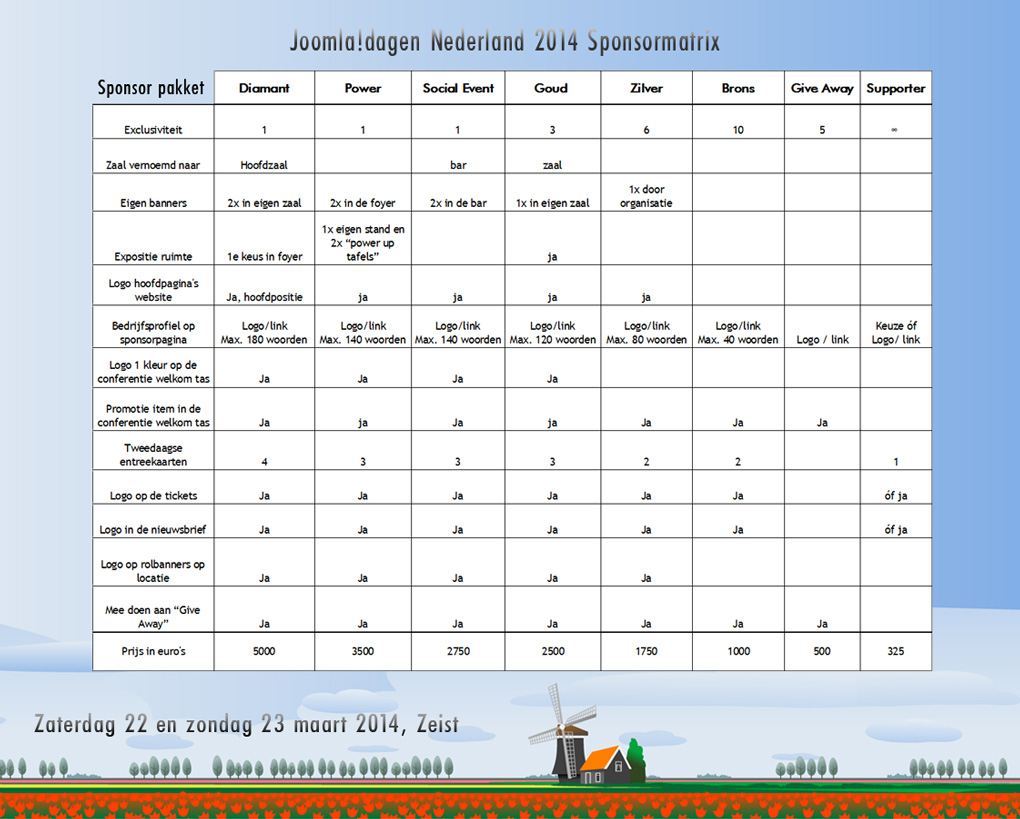 Joomla!dagen Nederland 2014 Sponsormatrix
Sponsor pakket Diamant Power Social Event Goud Zilver Brons Give Away Supporter
Exclusiviteit 1 1 1 3 6 10 5 ∞
Zaal vernoemd naar Hoofdzaal bar zaal
1x door
Eigen banners 2x in eigen zaal 2x in de foyer 2x in de bar 1x in eigen zaal organisatie
1x eigen stand en
2x “power up
Expositie ruimte 1e keus in foyer tafels” ja
Logo hoofdpagina's
website Ja, hoofdpositie ja ja ja ja
Bedrijfsprofiel op Logo/link Logo/link Logo/link Logo/link Logo/link Logo/link Keuze óf
sponsorpagina Max. 180 woorden Max. 140 woorden Max. 140 woorden Max. 120 woorden Max. 80 woorden Max. 40 woorden Logo / link Logo/ link
Logo 1 kleur op de
conferentie welkom tas Ja Ja Ja Ja
Promotie item in de
conferentie welkom tas Ja ja Ja ja Ja Ja Ja
Tweedaagse
entreekaarten 4 3 3 3 2 2 1
Logo op de tickets Ja Ja Ja Ja Ja Ja óf ja
Logo in de nieuwsbrief Ja Ja Ja Ja Ja Ja óf ja
Logo op rolbanners op
locatie Ja Ja Ja Ja Ja
Mee doen aan “Give
Away” Ja Ja Ja Ja Ja Ja Ja
Prijs in euro's 5000 3500 2750 2500 1750 1000 500 325
Zaterdag 22 en zondag 23 maart 2014, Zeist